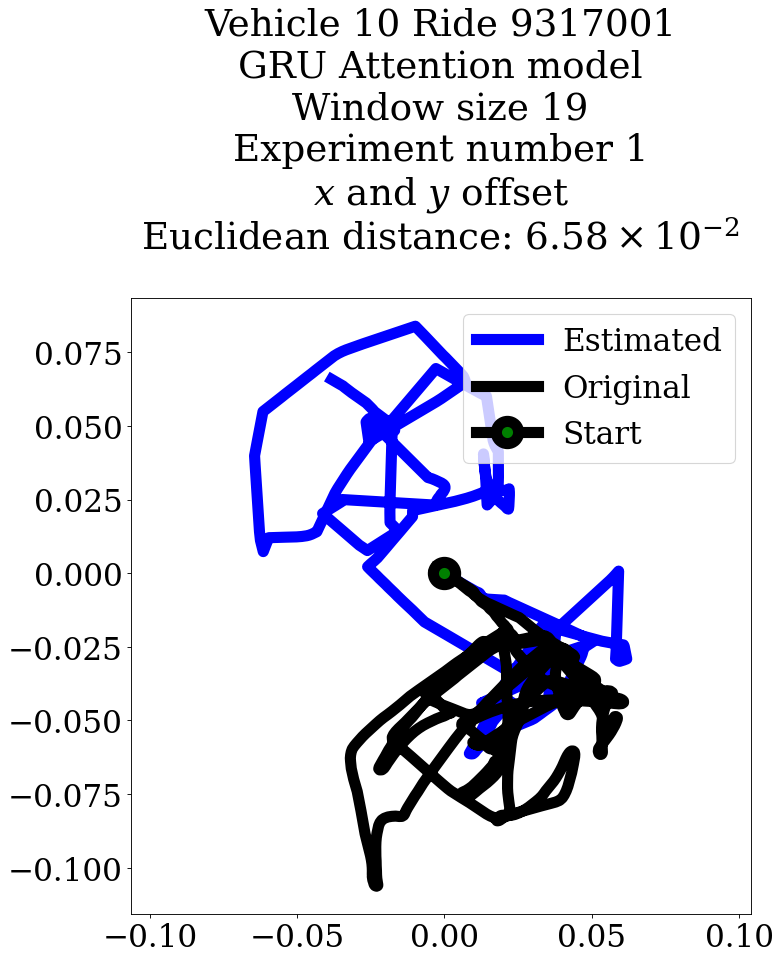 Vehicle 10 Ride 9317001
GRU Attention model
Window size 19
Experiment number 1
x and y offset
Euclidean distance: 6.58 × 10⁻²
Estimated
Original
Start
0.075
0.050
0.025
0.000
−0.025
−0.050
−0.075
−0.100
−0.10 −0.05 0.00 0.05 0.10